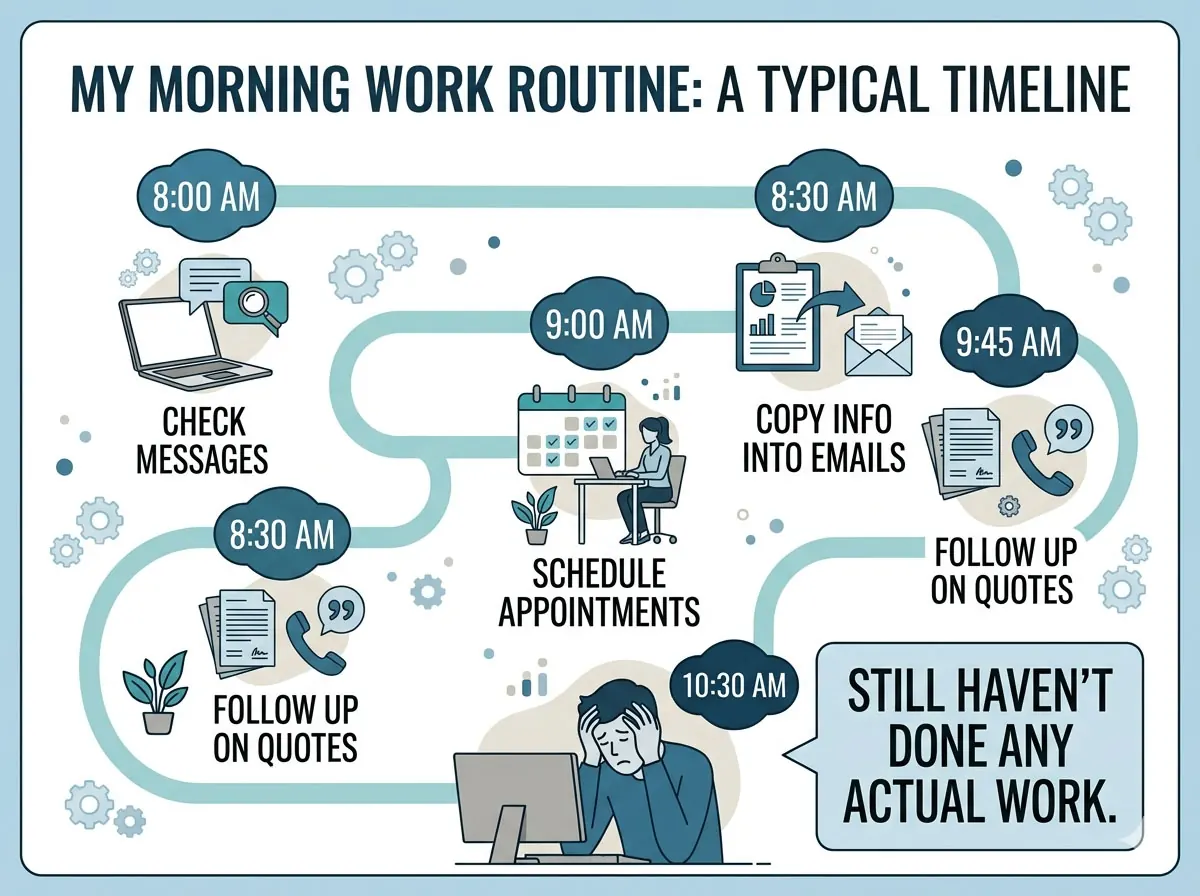 MY MORNING WORK ROUTINE: A TYPICAL TIMELINE
8:00 AM
CHECK
MESSAGES
8:30 AM
COPY INFO
INTO EMAILS
9:00 AM
SCHEDULE
APPOINTMENTS
9:45 AM
FOLLOW UP
ON QUOTES
8:30 AM
FOLLOW UP
ON QUOTES
10:30 AM
STILL HAVEN'T
DONE ANY
ACTUAL WORK.